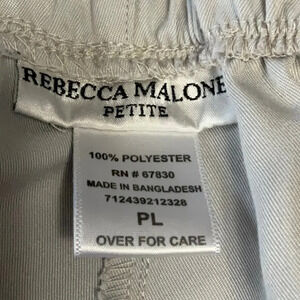 REBECCA MALONE
PETITE
100% POLYESTER
RN # 67830
MADE IN BANGLADESH
712439212328
PL
OVER FOR CARE